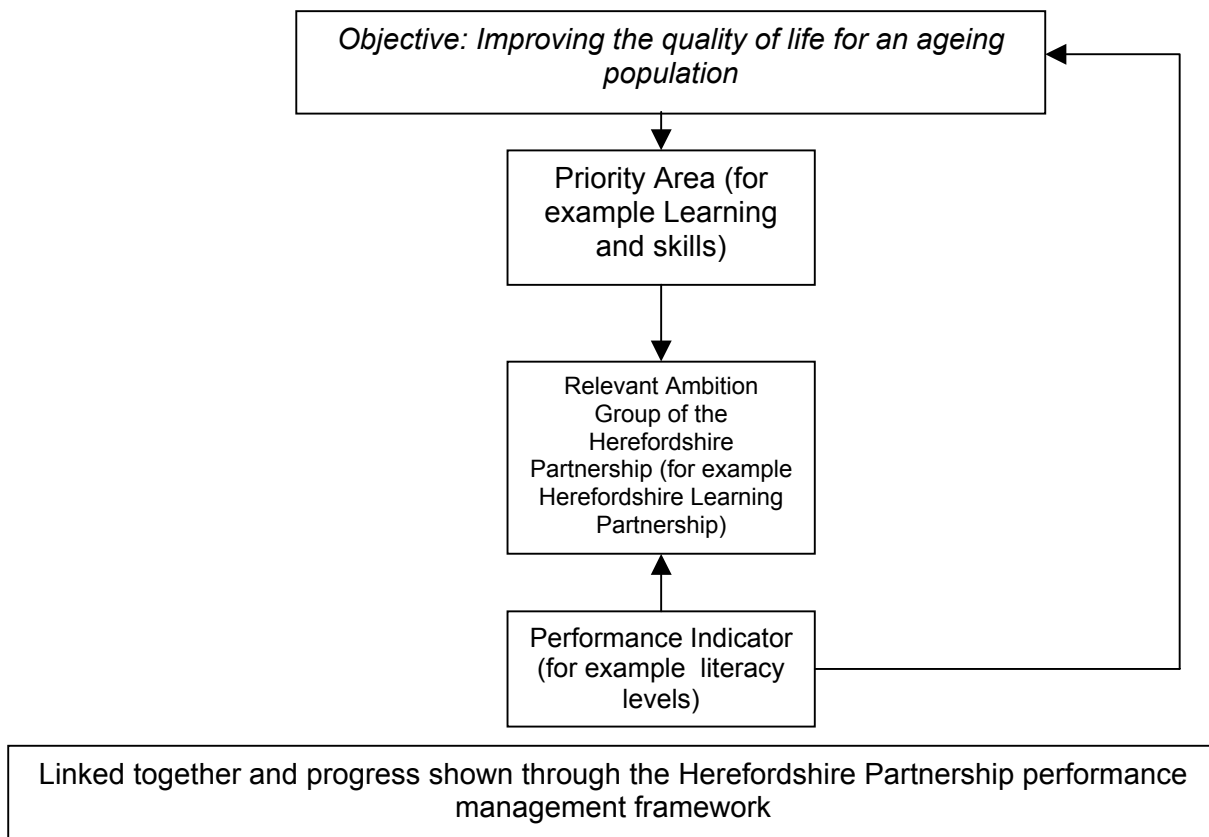 Objective: Improving the quality of life for an ageing
population
Priority Area (for
example Learning
and skills)
Relevant Ambition
Group of the
Herefordshire
Partnership (for example
Herefordshire Learning
Partnership)
Performance Indicator
(for example literacy
levels)
Linked together and progress shown through the Herefordshire Partnership performance
management framework